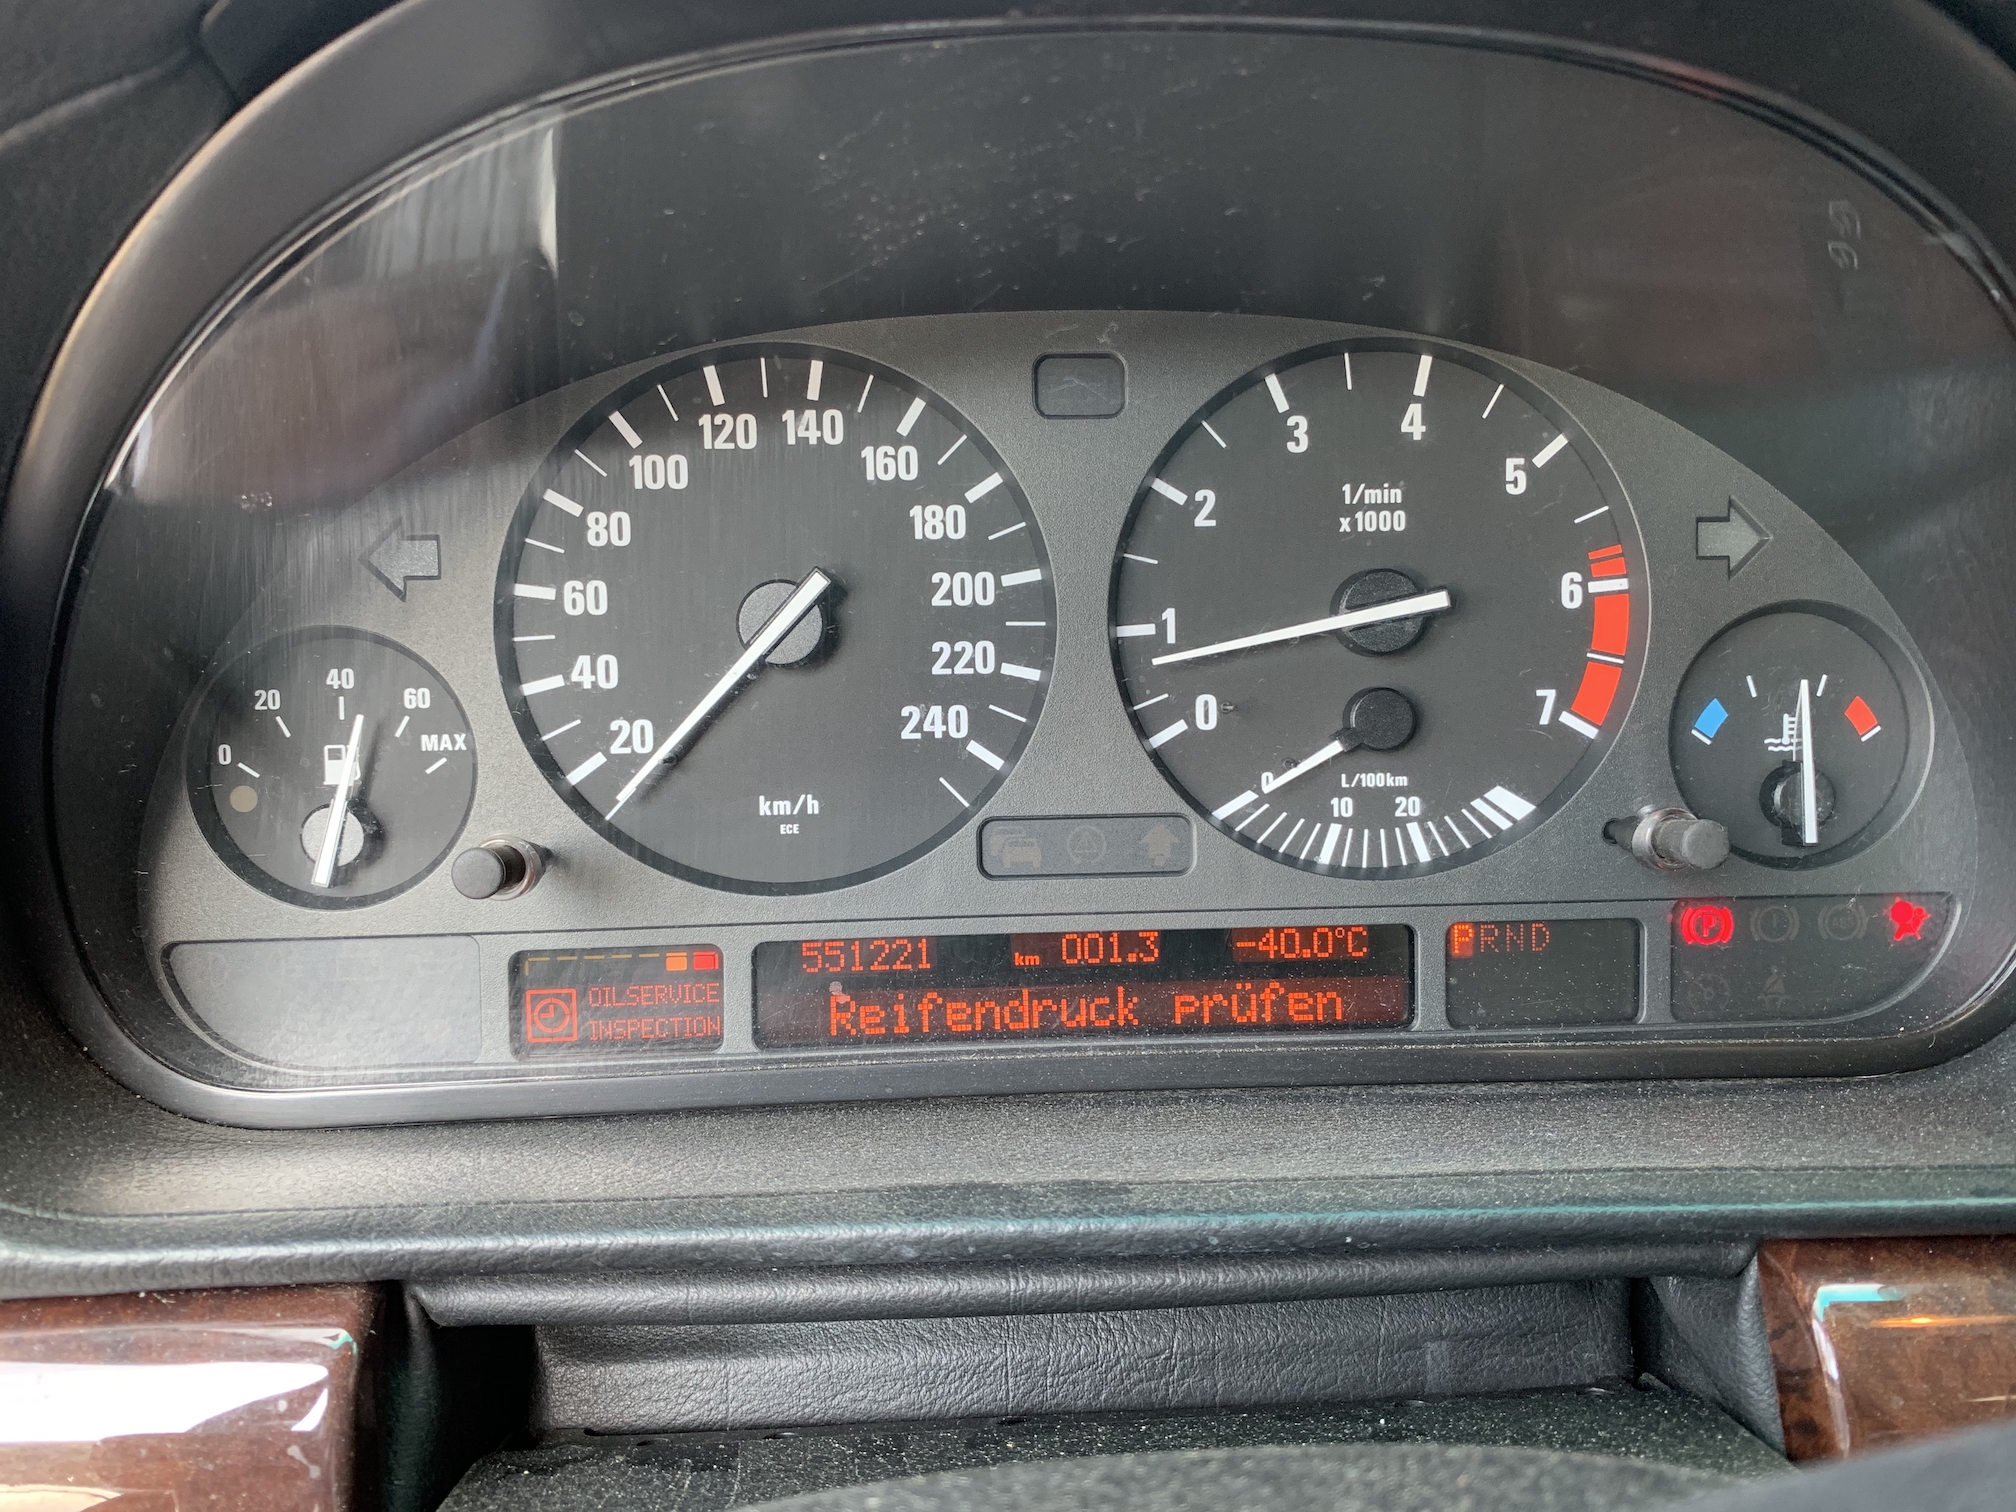 20
40
60
80
100
120
140
160
180
200
220
240
km/h
ECE
0
1
2
3
4
5
6
7
1/min
x1000
0
10
20
L/100km
0
20
40
60
MAX
OILSERVICE
INSPECTION
551221 km 001.3 -40.0°C
Reifendruck prüfen
PRND
P